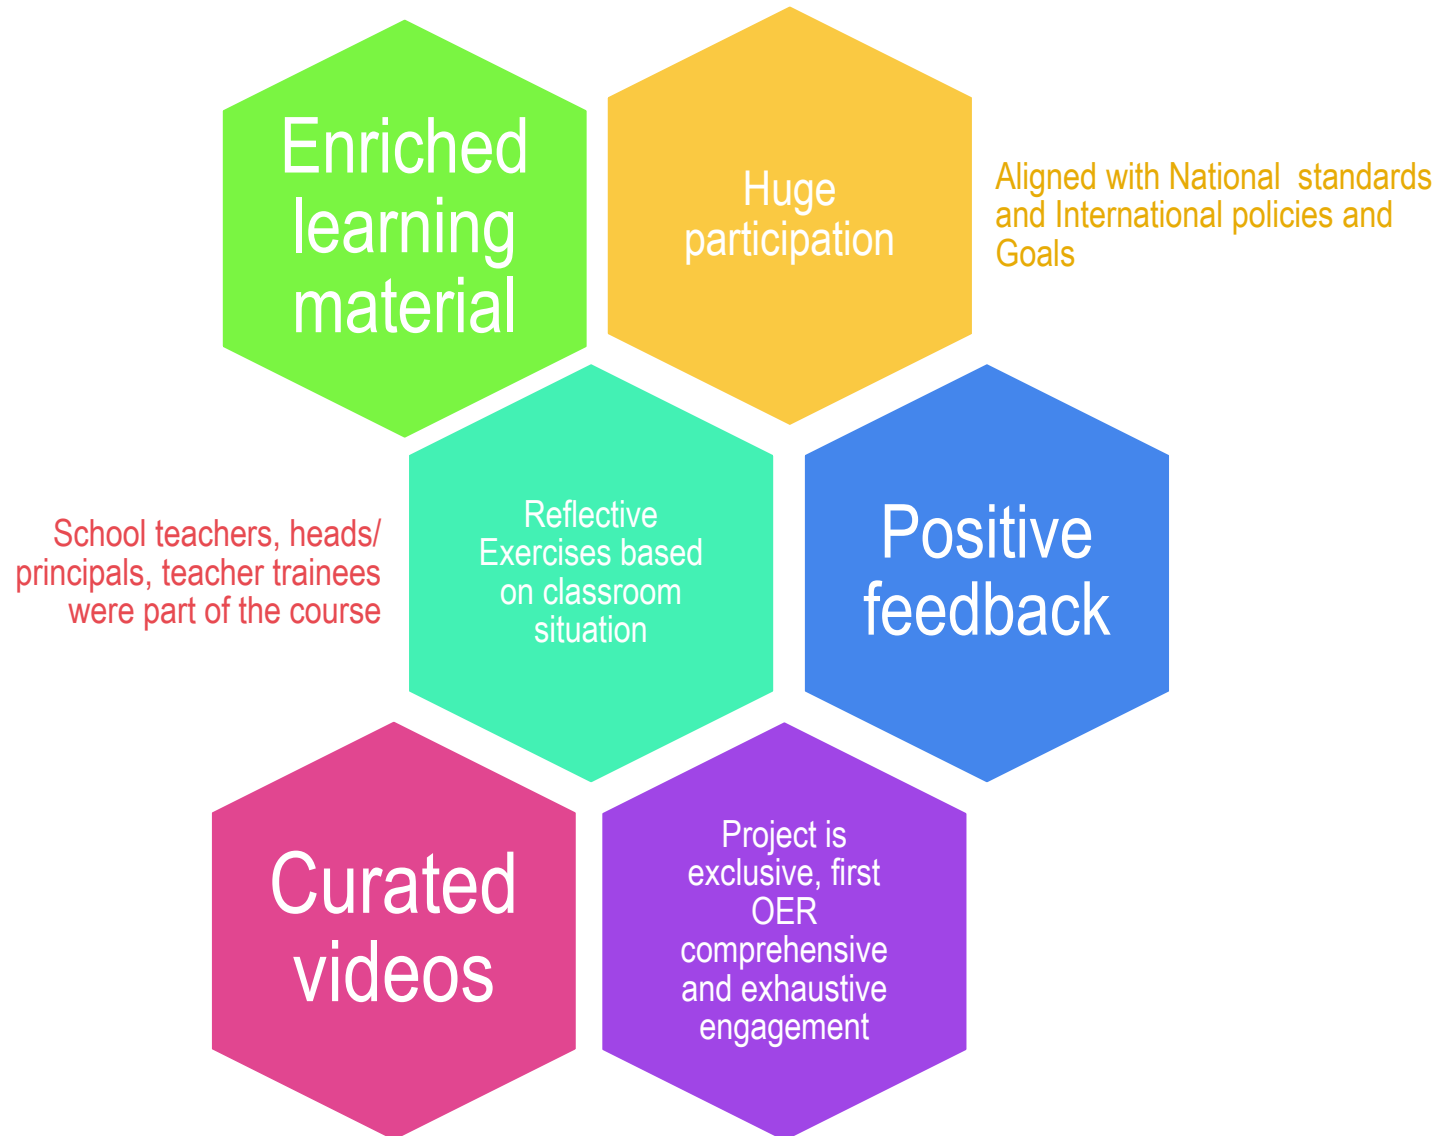 Enriched
learning
material
Huge
participation
Aligned with National  standards
and International policies and
Goals
School teachers, heads/
principals, teacher trainees
were part of the course
Reflective
Exercises based
on classroom
situation
Positive
feedback
Curated
videos
Project is
exclusive, first
OER
comprehensive
and exhaustive
engagement